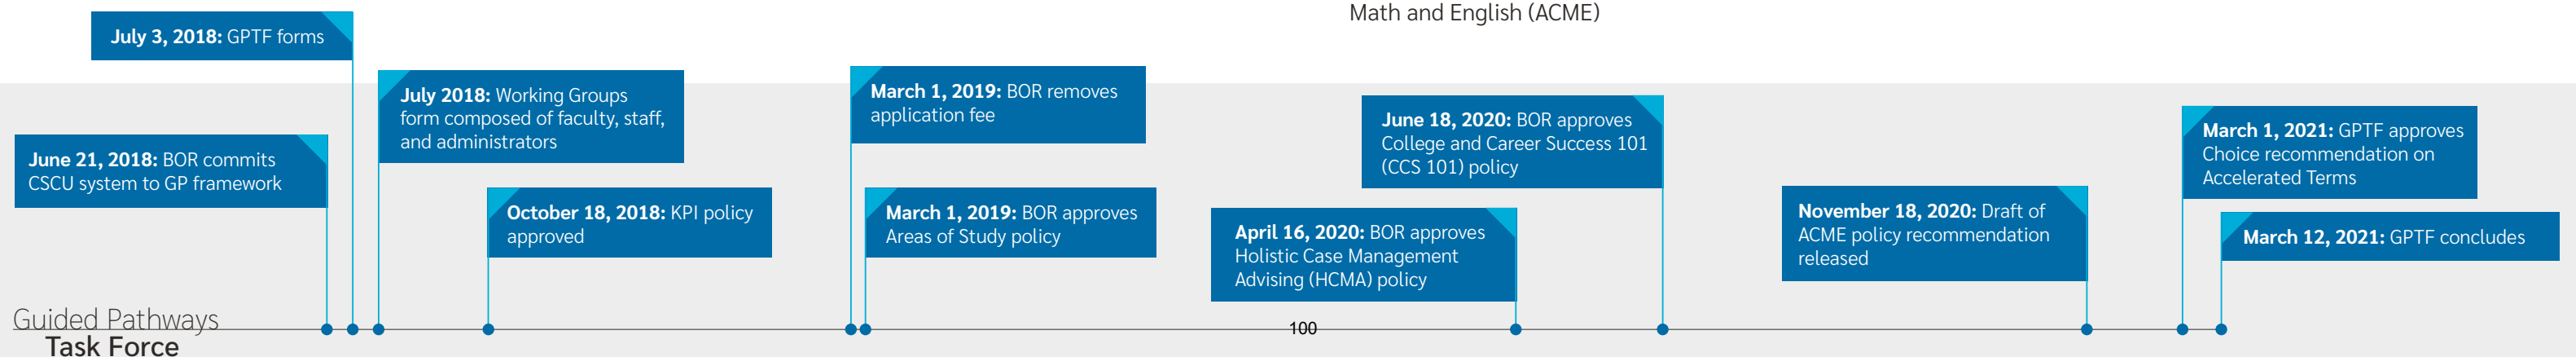 Math and English (ACME)
July 3, 2018: GPTF forms
July 2018: Working Groups
form composed of faculty, staff,
and administrators
June 21, 2018: BOR commits
CSCU system to GP framework
October 18, 2018: KPI policy
approved
March 1, 2019: BOR removes
application fee
March 1, 2019: BOR approves
Areas of Study policy
June 18, 2020: BOR approves
College and Career Success 101
(CCS 101) policy
April 16, 2020: BOR approves
Holistic Case Management
Advising (HCMA) policy
November 18, 2020: Draft of
ACME policy recommendation
released
March 1, 2021: GPTF approves
Choice recommendation on
Accelerated Terms
March 12, 2021: GPTF concludes
Guided Pathways
Task Force
100